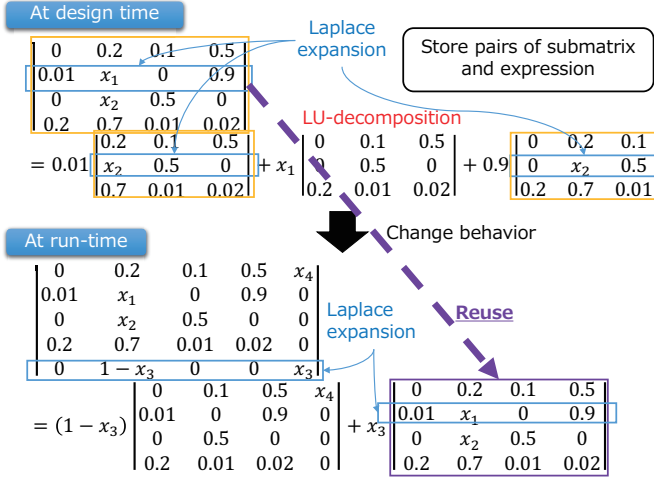 At design time
Laplace
expansion
Store pairs of submatrix
and expression
0 0.2 0.1 0.5
0.01 x₁ 0 0.9
0 x₂ 0.5 0
0.2 0.7 0.01 0.02
LU-decomposition
= 0.01 | 0.2 0.1 0.5 | + x₁ | 0 0.1 0.5 | + 0.9 | 0 0.2 0.1 |
x₂ 0.5 0 | 0 0.5 0 | 0 x₂ 0.5
0.7 0.01 0.02 | 0.2 0.01 0.02 | 0.2 0.7 0.01
Change behavior
At run-time
0 0.2 0.1 0.5 x₄
0.01 x₁ 0 0.9 0
0 x₂ 0.5 0 0
0.2 0.7 0.01 0.02 0
0 1 − x₃ 0 0 x₃
Laplace
expansion
Reuse
0 0.1 0.5 x₄ | 0 0.2 0.1 0.5
0.01 0 0.9 0 | 0.01 x₁ 0 0.9
= (1 − x₃) + x₃
0 0.5 0 0 | 0 x₂ 0.5 0
0.2 0.01 0.02 0 | 0.2 0.7 0.01 0.02